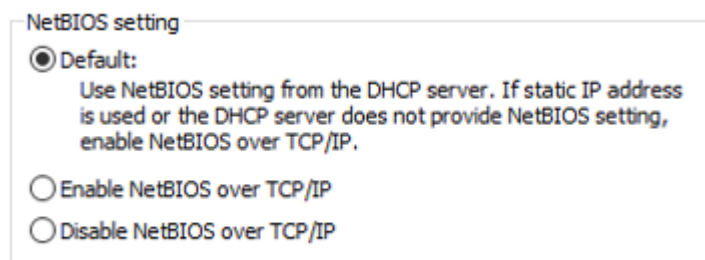 NetBIOS setting
Default:
Use NetBIOS setting from the DHCP server. If static IP address
is used or the DHCP server does not provide NetBIOS setting,
enable NetBIOS over TCP/IP.
Enable NetBIOS over TCP/IP
Disable NetBIOS over TCP/IP